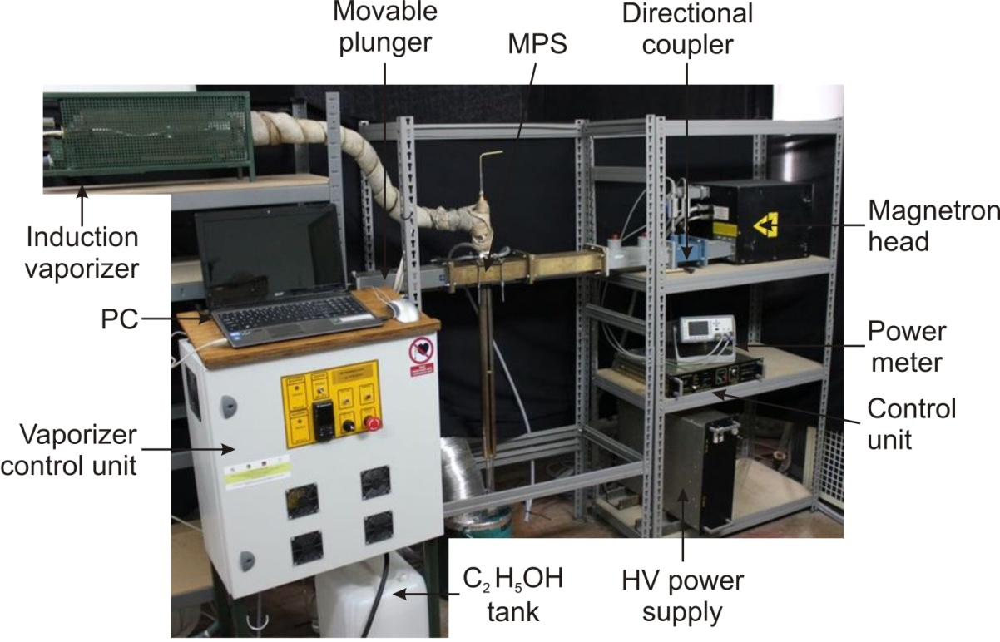 Movable
plunger
MPS
Directional
coupler
Induction
vaporizer
Magnetron
head
PC
Power
meter
Control
unit
Vaporizer
control unit
C₂H₅OH
tank
HV power
supply